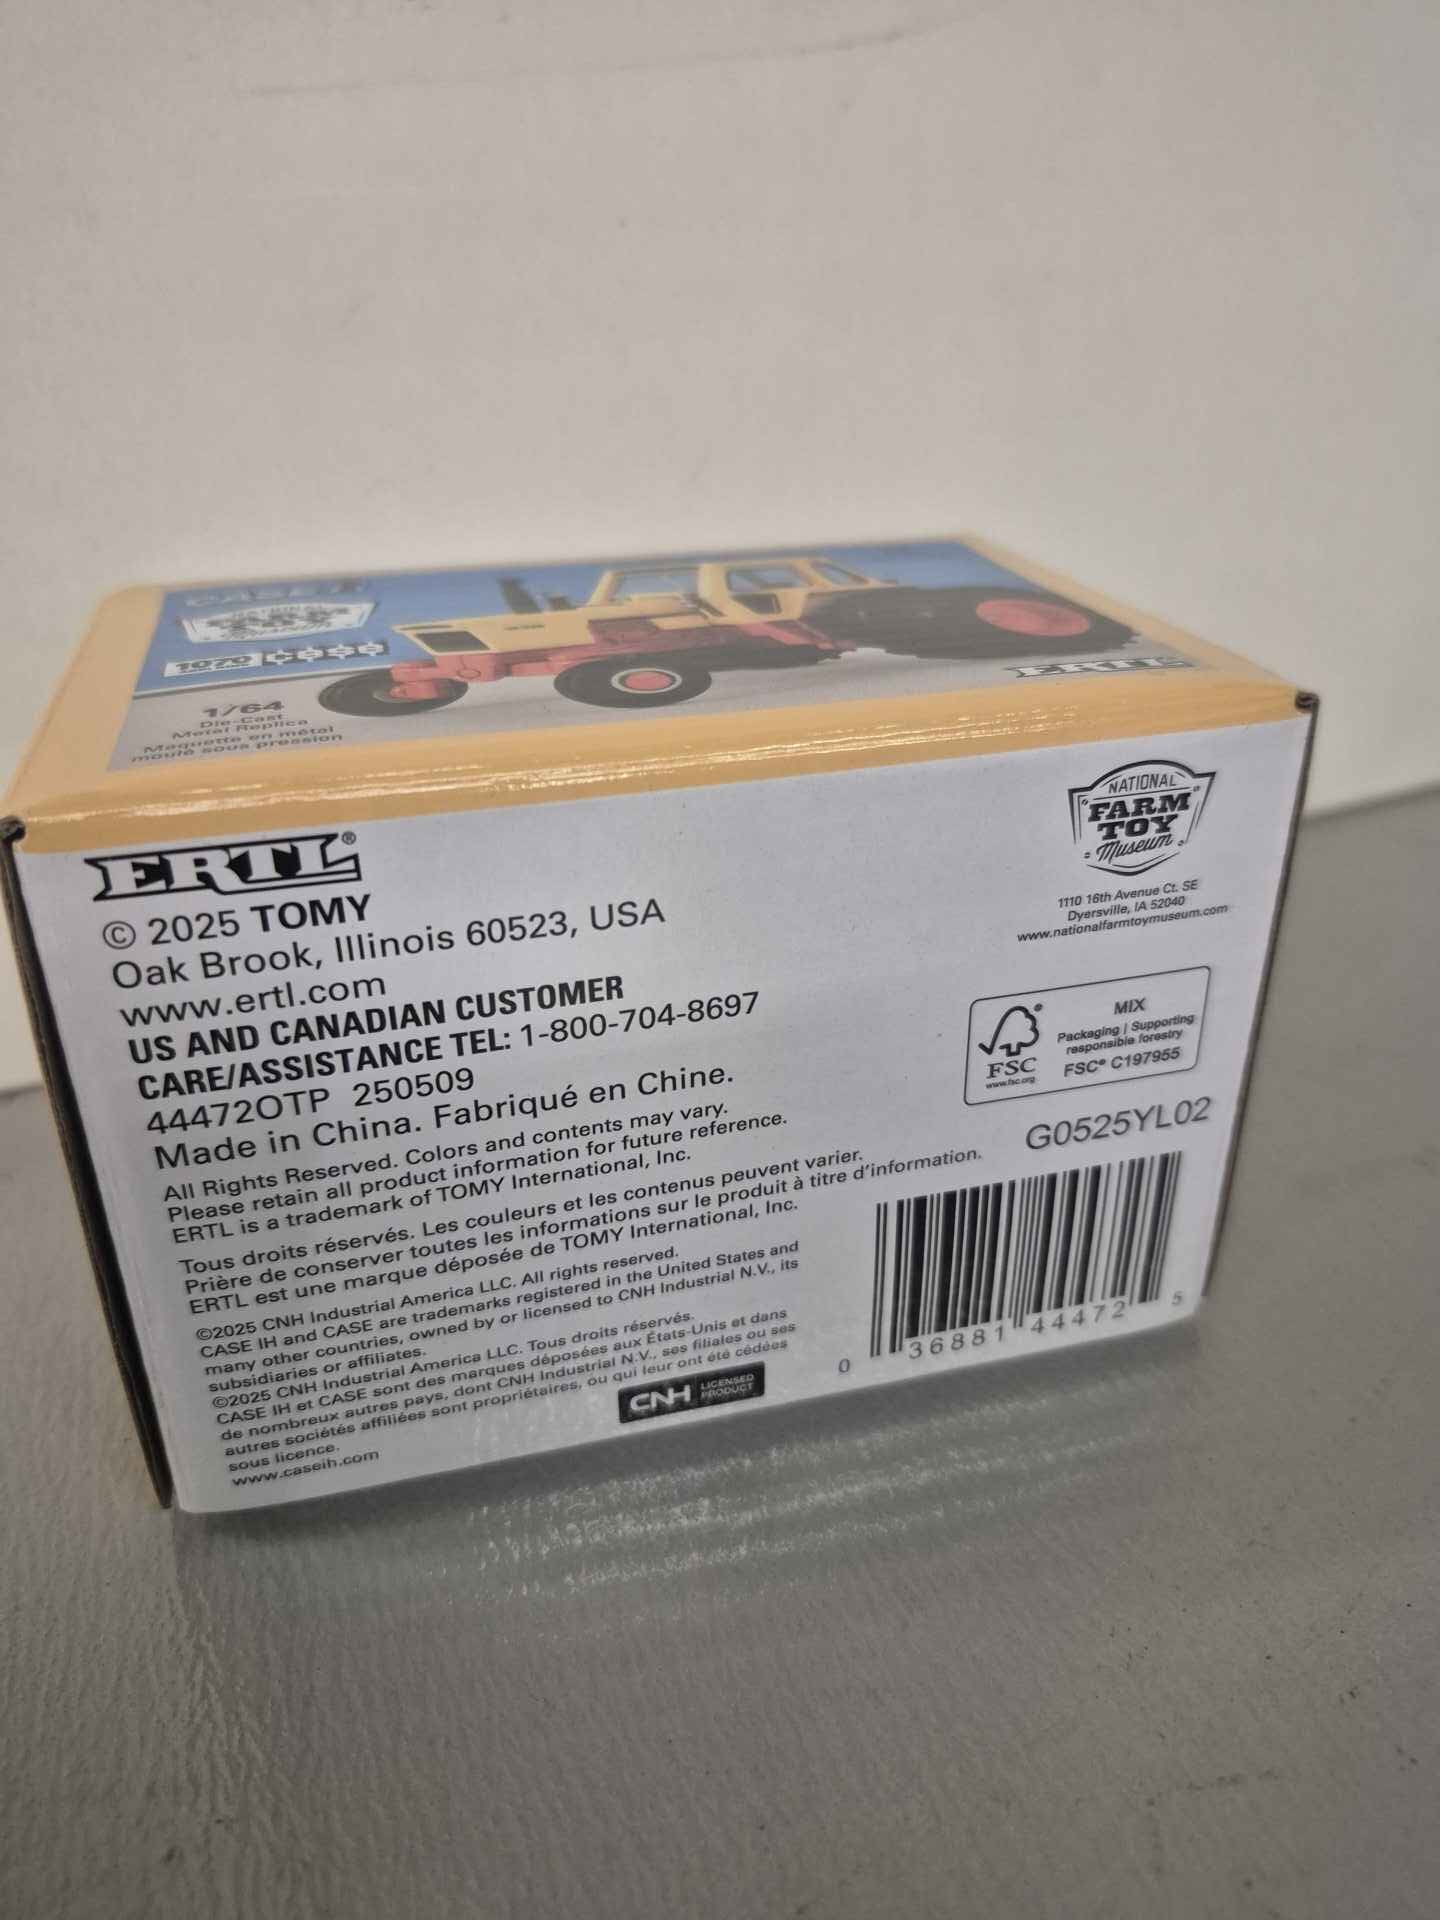 CASE IH
NATIONAL
FARM
TOY
Museum
1070 CASE
1/64
Die-Cast
Metal Replica
Maquette en métal
moulé sous pression
ERTL
ERTL®
© 2025 TOMY
Oak Brook, Illinois 60523, USA
www.ertl.com
US AND CANADIAN CUSTOMER
CARE/ASSISTANCE TEL: 1-800-704-8697
44472OTP 250509
Made in China. Fabriqué en Chine.
All Rights Reserved. Colors and contents may vary.
Please retain all product information for future reference.
ERTL is a trademark of TOMY International, Inc.
Tous droits réservés. Les couleurs et les contenus peuvent varier.
Prière de conserver toutes les informations sur le produit à titre d'information.
ERTL est une marque déposée de TOMY International, Inc.
©2025 CNH Industrial America LLC. All rights reserved.
CASE IH and CASE are trademarks registered in the United States and
many other countries, owned by or licensed to CNH Industrial N.V., its
subsidiaries or affiliates.
©2025 CNH Industrial America LLC. Tous droits réservés.
CASE IH et CASE sont des marques déposées aux États-Unis et dans
de nombreux autres pays, dont CNH Industrial N.V., ses filiales ou ses
autres sociétés affiliées sont propriétaires, ou qui leur ont été cédées
sous licence.
www.caseih.com
CNH LICENSED
PRODUCT
NATIONAL
FARM
TOY
Museum
1110 16th Avenue Ct. SE
Dyersville, IA 52040
www.nationalfarmtoymuseum.com
FSC
www.fsc.org
MIX
Packaging | Supporting
responsible forestry
FSC® C197955
G0525YL02
0 36881 44472 5